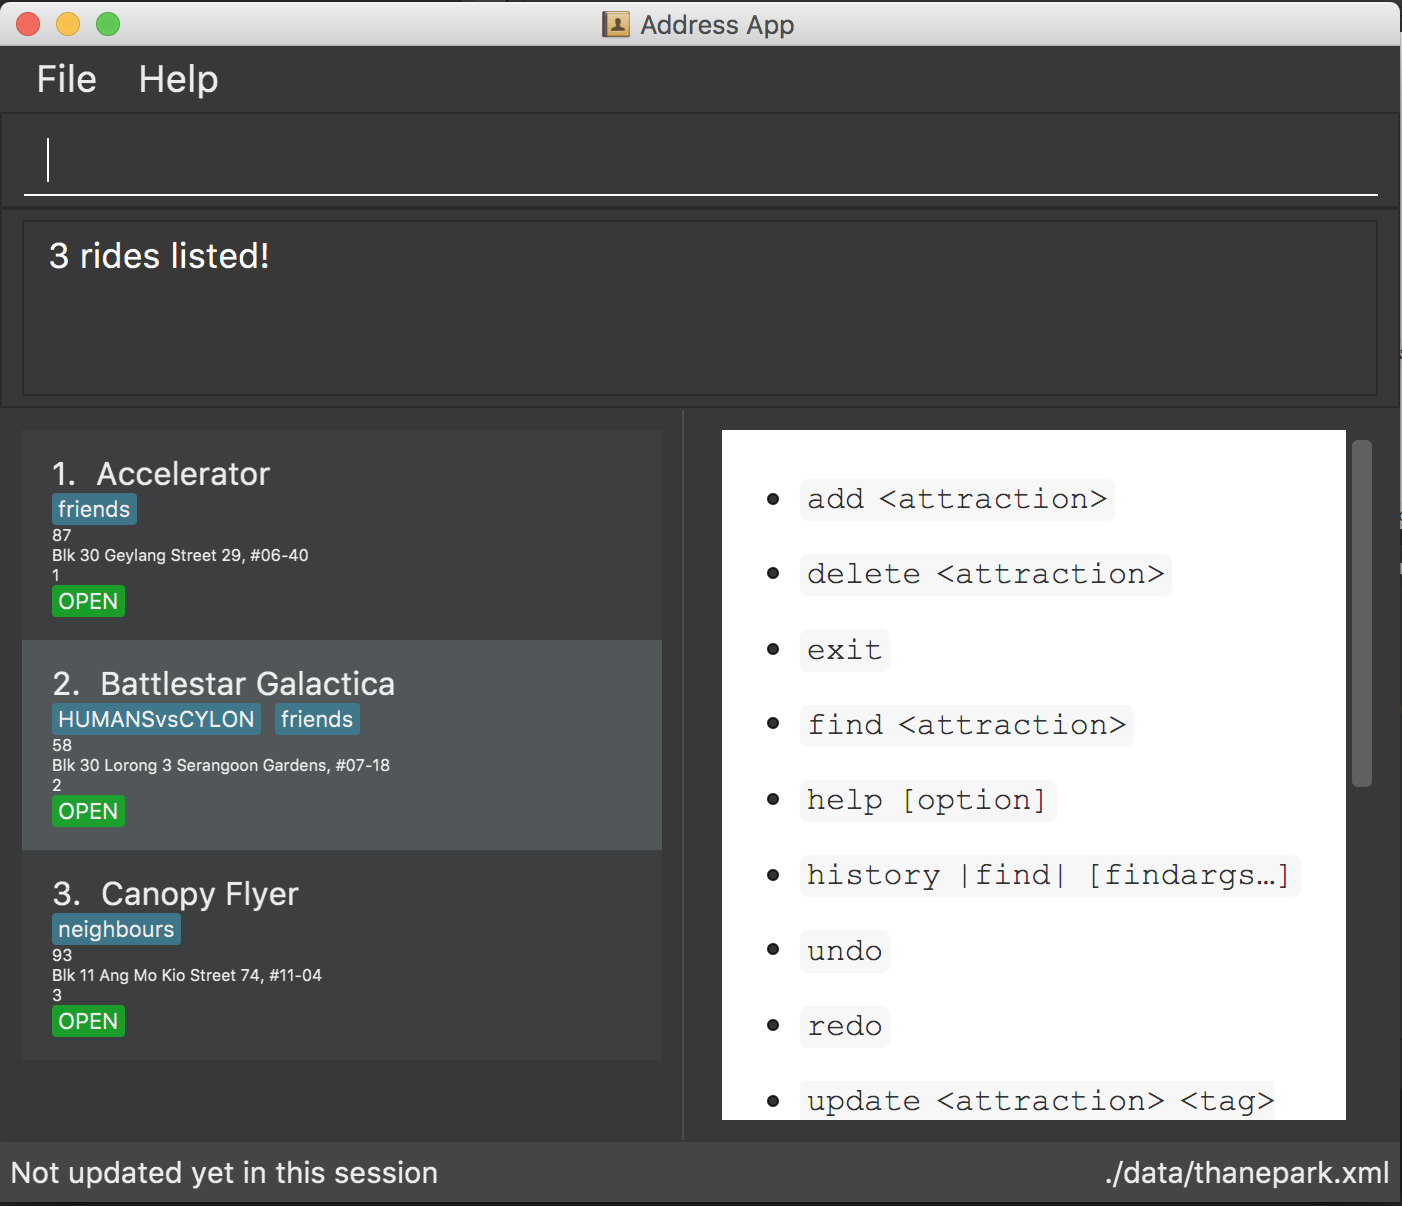 Address App
File Help
3 rides listed!
1. Accelerator
friends
87
Blk 30 Geylang Street 29, #06-40
1
OPEN
2. Battlestar Galactica
HUMANSvsCYLON friends
58
Blk 30 Lorong 3 Serangoon Gardens, #07-18
2
OPEN
3. Canopy Flyer
neighbours
93
Blk 11 Ang Mo Kio Street 74, #11-04
3
OPEN
add <attraction>
delete <attraction>
exit
find <attraction>
help [option]
history |find| [findargs…]
undo
redo
update <attraction> <tag>
Not updated yet in this session
./data/thanepark.xml